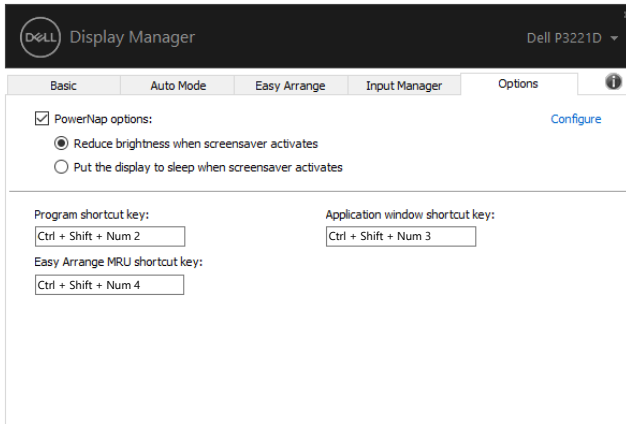 DELL Display Manager
Dell P3221D
Basic Auto Mode Easy Arrange Input Manager Options
PowerNap options: Configure
Reduce brightness when screensaver activates
Put the display to sleep when screensaver activates
Program shortcut key: Application window shortcut key:
Ctrl + Shift + Num 2 Ctrl + Shift + Num 3
Easy Arrange MRU shortcut key:
Ctrl + Shift + Num 4